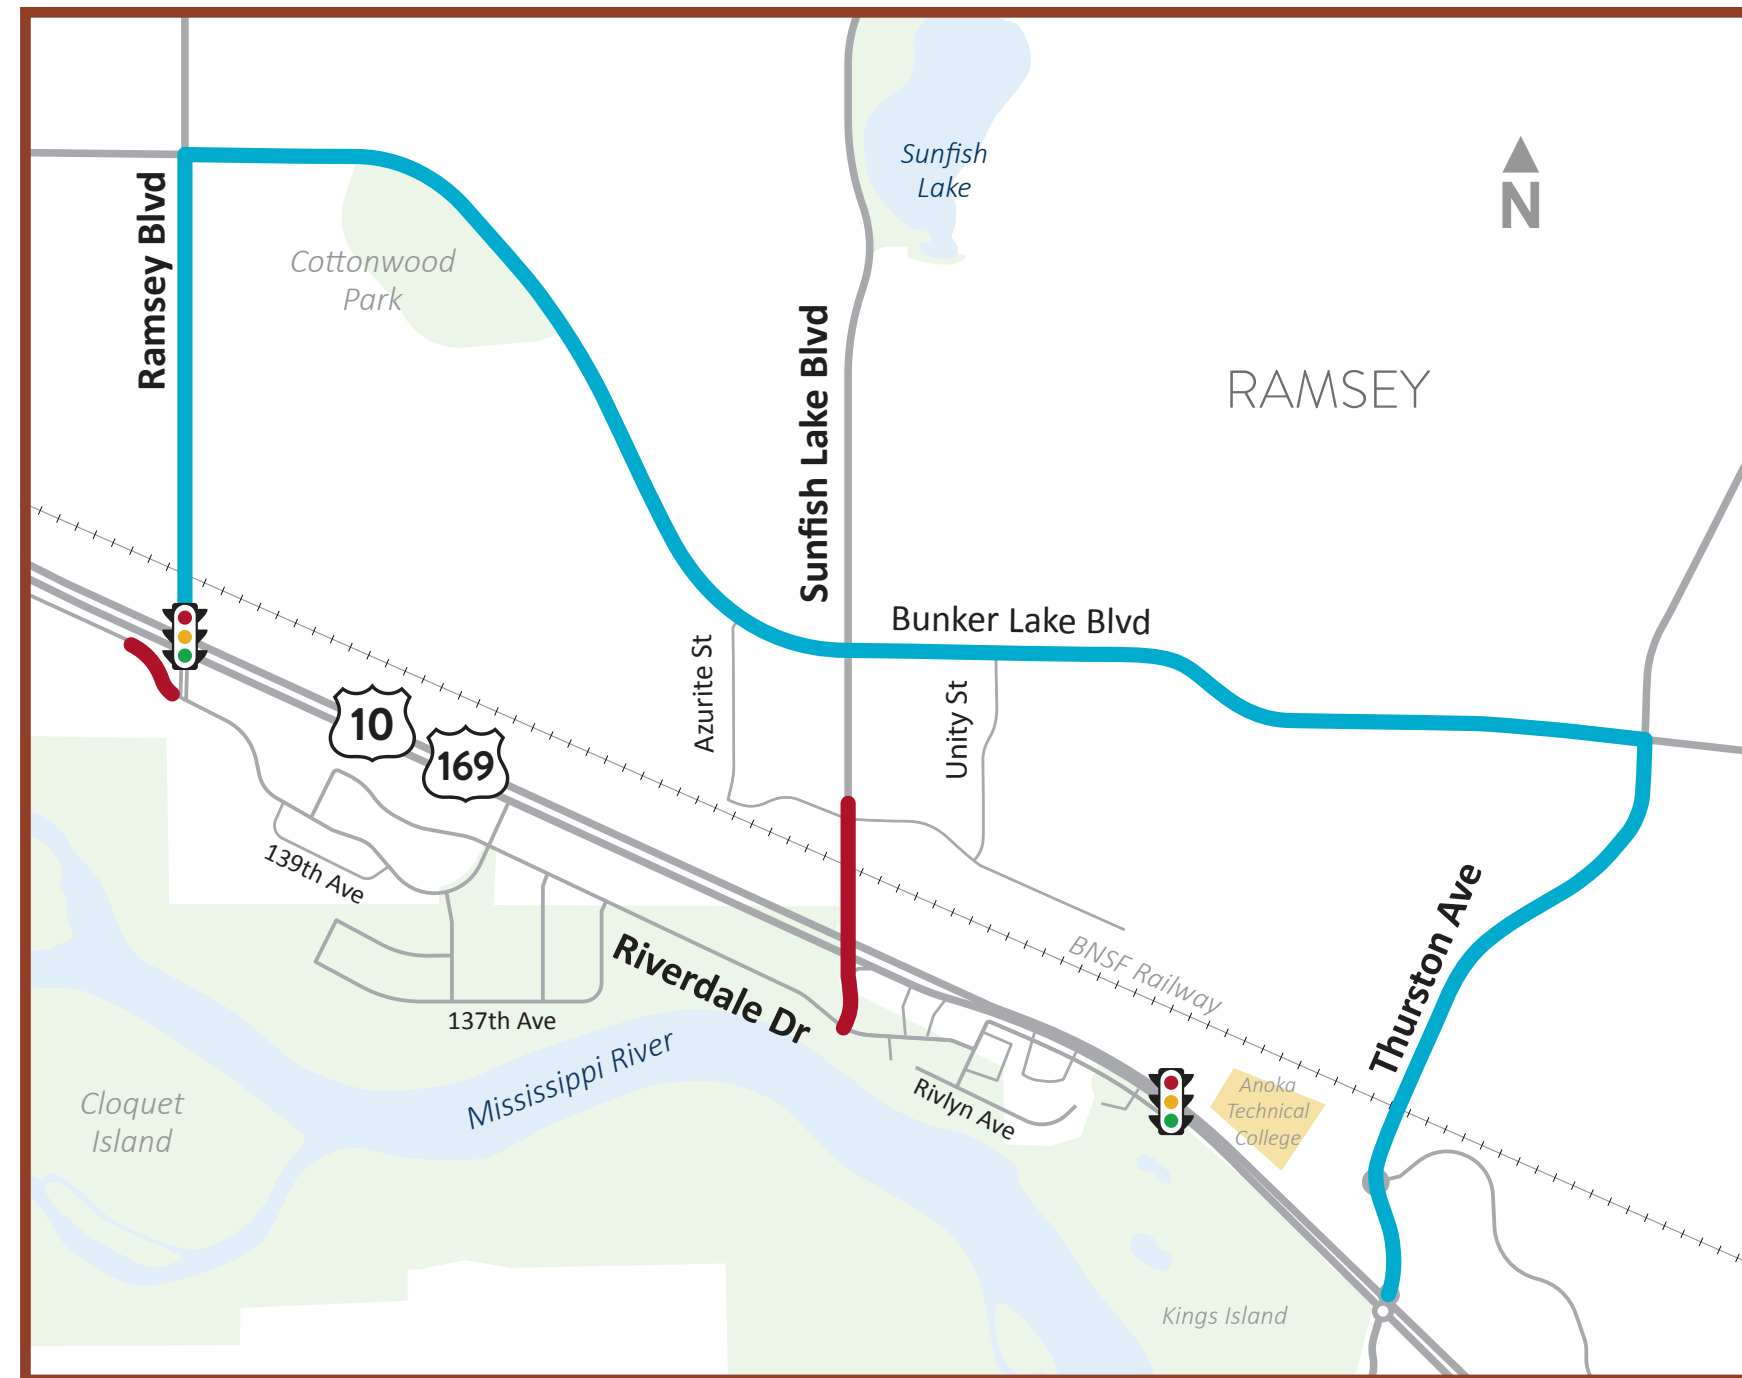 Sunfish
Lake
N
Ramsey Blvd
Cottonwood
Park
Sunfish Lake Blvd
RAMSEY
Bunker Lake Blvd
Azurite St
Unity St
10
169
139th Ave
Thurston Ave
Riverdale Dr
BNSF Railway
137th Ave
Mississippi River
Rivlyn Ave
Anoka
Technical
College
Cloquet
Island
Kings Island